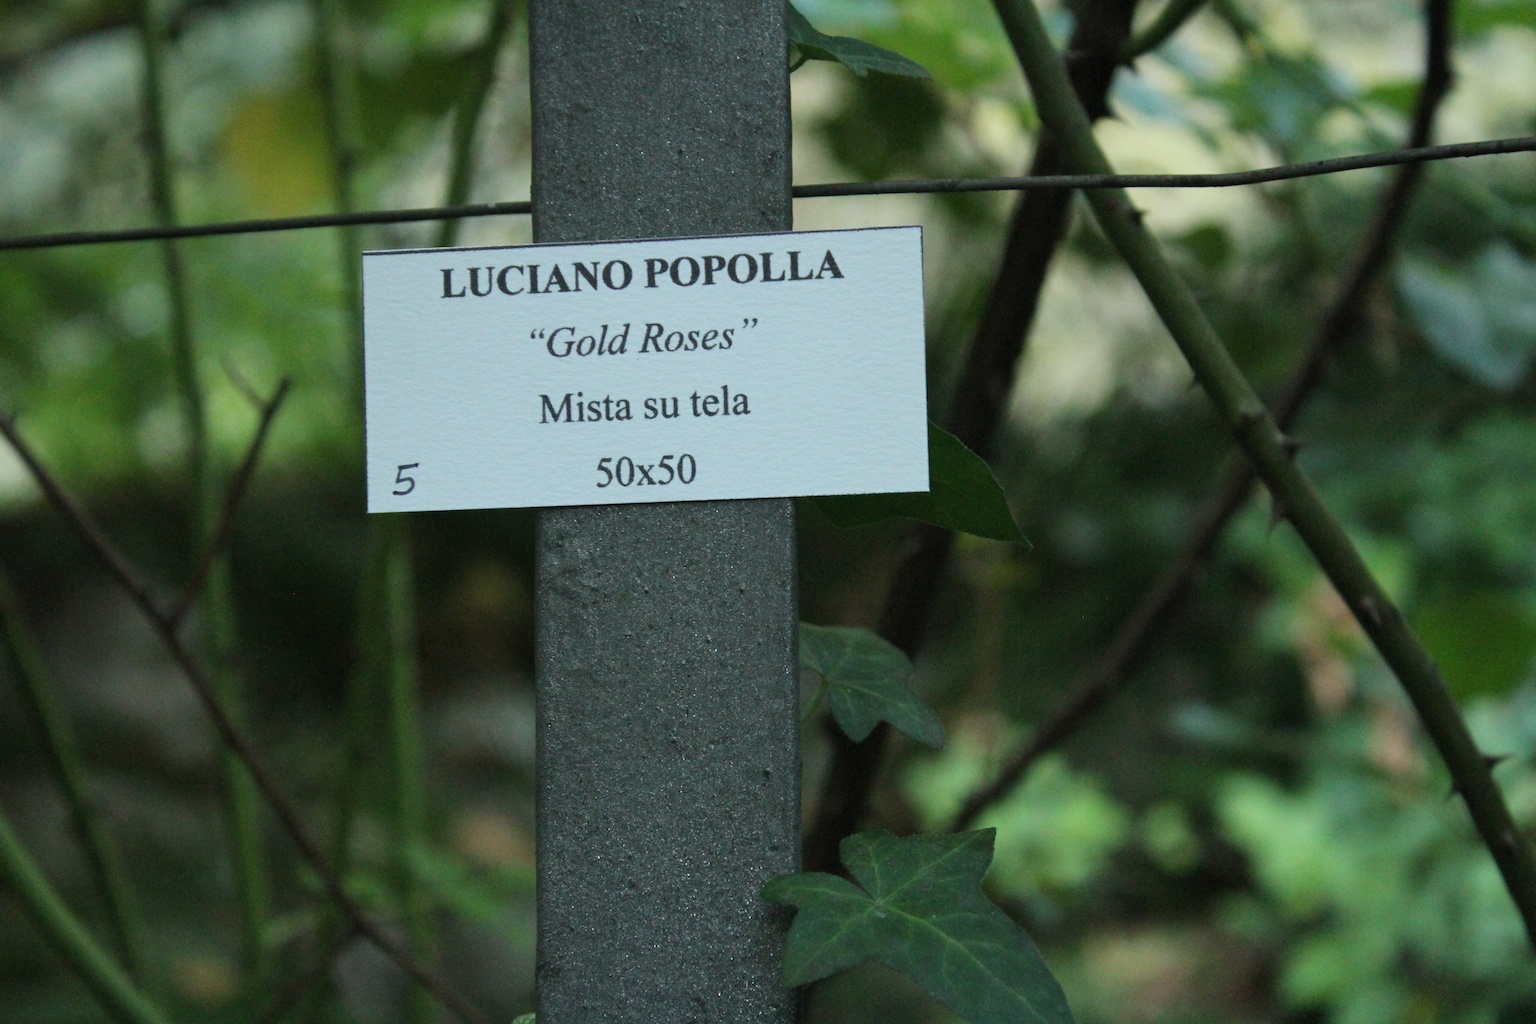 LUCIANO POPOLLA
“Gold Roses”
Mista su tela
50x50
5